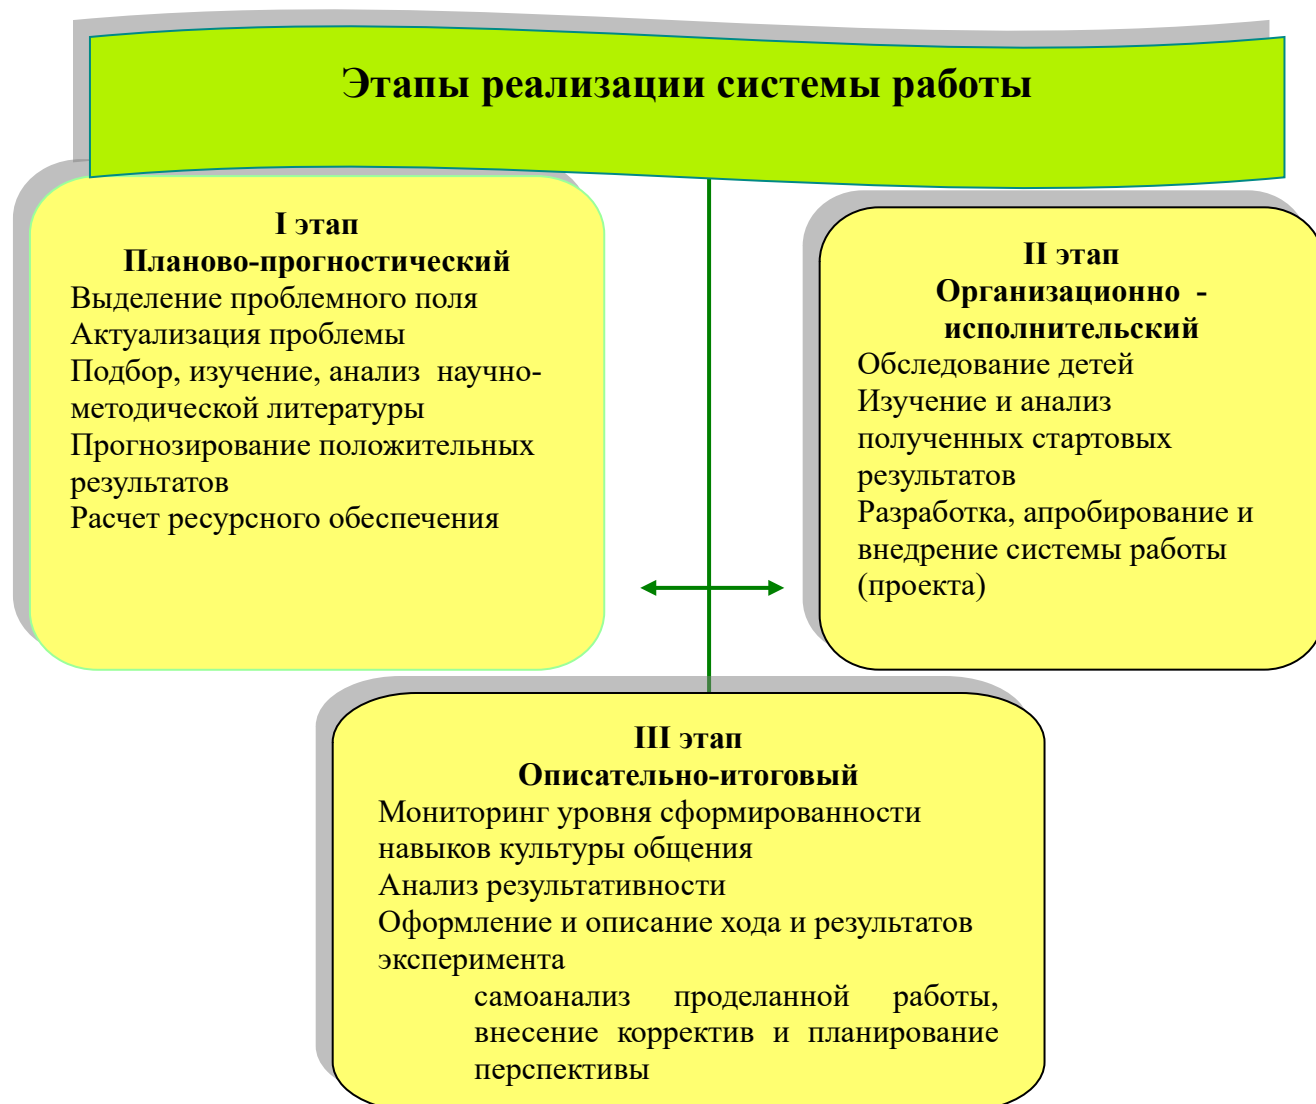 Этапы реализации системы работы
I этап
Планово-прогностический
Выделение проблемного поля
Актуализация проблемы
Подбор, изучение, анализ  научно-
методической литературы
Прогнозирование положительных
результатов
Расчет ресурсного обеспечения
II этап
Организационно  -
исполнительский
Обследование детей
Изучение и анализ
полученных стартовых
результатов
Разработка, апробирование и
внедрение системы работы
(проекта)
III этап
Описательно-итоговый
Мониторинг уровня сформированности
навыков культуры общения
Анализ результативности
Оформление и описание хода и результатов
эксперимента
самоанализ проделанной работы,
внесение корректив и планирование
перспективы